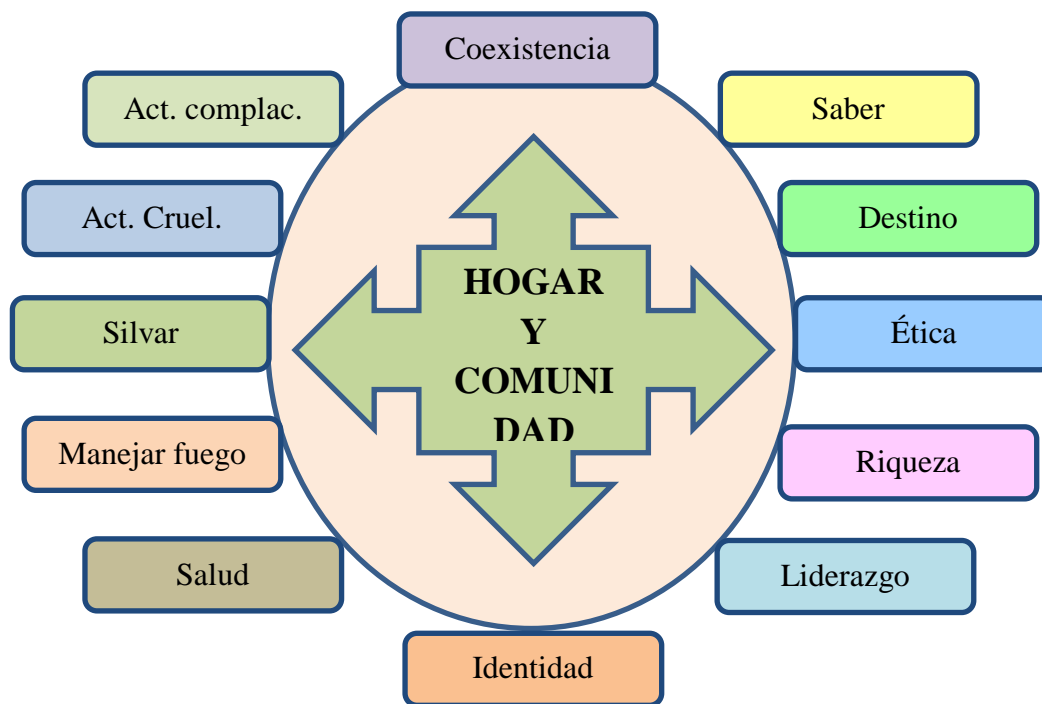 Coexistencia
Act. complac.
Saber
Act. Cruel.
Destino
HOGAR
Y
COMUNI
DAD
Silvar
Ética
Manejar fuego
Riqueza
Salud
Liderazgo
Identidad